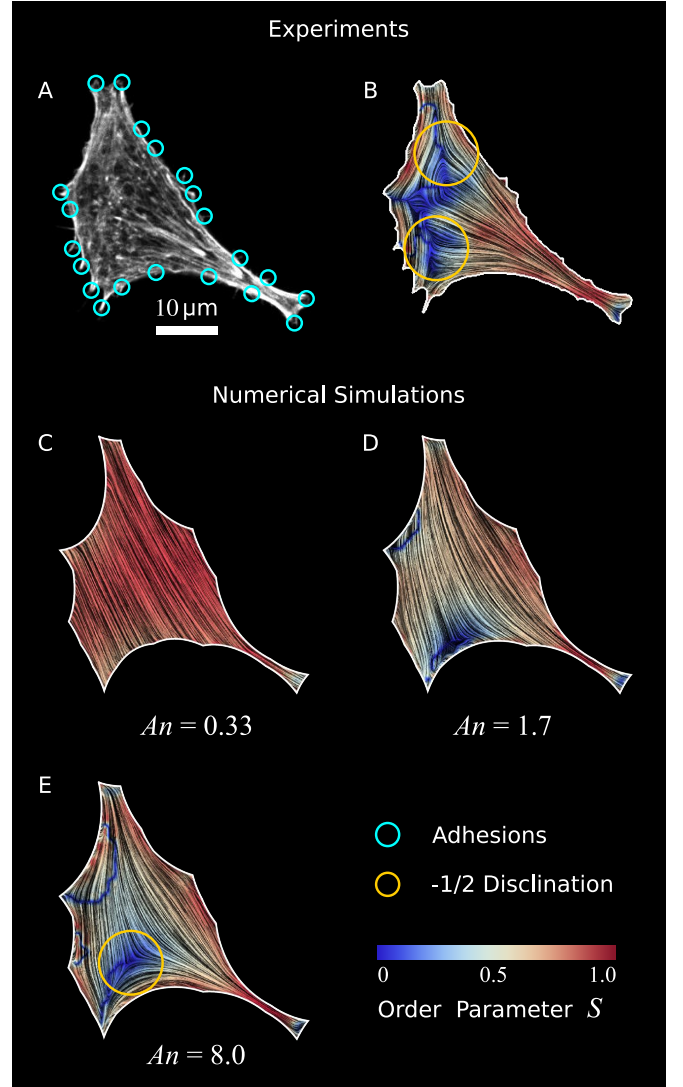 Experiments
A
B
10 μm
Numerical Simulations
C
D
An = 0.33
An = 1.7
E
Adhesions
-1/2 Disclination
0 0.5 1.0
Order Parameter S
An = 8.0